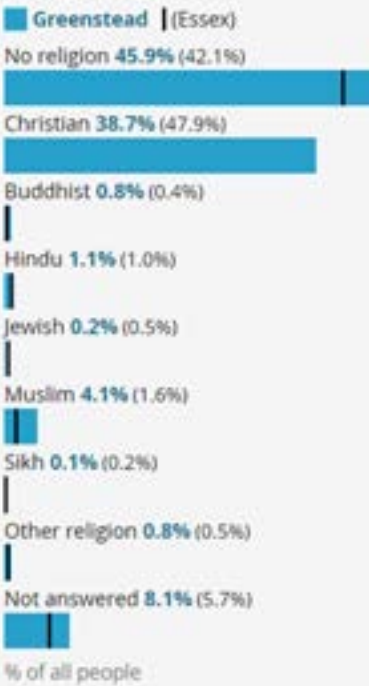 Greenstead (Essex)
No religion 45.9% (42.1%)
Christian 38.7% (47.9%)
Buddhist 0.8% (0.4%)
Hindu 1.1% (1.0%)
Jewish 0.2% (0.5%)
Muslim 4.1% (1.6%)
Sikh 0.1% (0.2%)
Other religion 0.8% (0.5%)
Not answered 8.1% (5.7%)
% of all people